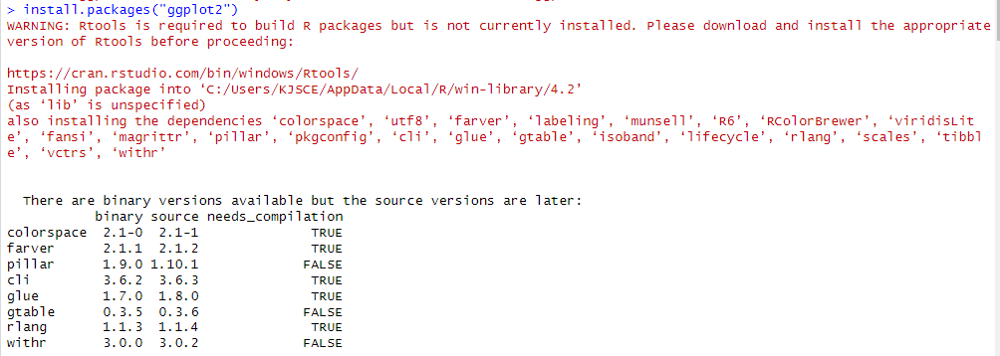 > install.packages("ggplot2")
WARNING: Rtools is required to build R packages but is not currently installed. Please download and install the appropriate
version of Rtools before proceeding:
https://cran.rstudio.com/bin/windows/Rtools/
Installing package into ‘C:/Users/KJSCE/AppData/Local/R/win-library/4.2’
(as ‘lib’ is unspecified)
also installing the dependencies ‘colorspace’, ‘utf8’, ‘farver’, ‘labeling’, ‘munsell’, ‘R6’, ‘RColorBrewer’, ‘viridisLit
e’, ‘fansi’, ‘magrittr’, ‘pillar’, ‘pkgconfig’, ‘cli’, ‘glue’, ‘gtable’, ‘isoband’, ‘lifecycle’, ‘rlang’, ‘scales’, ‘tibbl
e’, ‘vctrs’, ‘withr’
There are binary versions available but the source versions are later:
binary source needs_compilation
colorspace 2.1-0 2.1-1 TRUE
farver 2.1.1 2.1.2 TRUE
pillar 1.9.0 1.10.1 FALSE
cli 3.6.2 3.6.3 TRUE
glue 1.7.0 1.8.0 TRUE
gtable 0.3.5 0.3.6 FALSE
rlang 1.1.3 1.1.4 TRUE
withr 3.0.0 3.0.2 FALSE